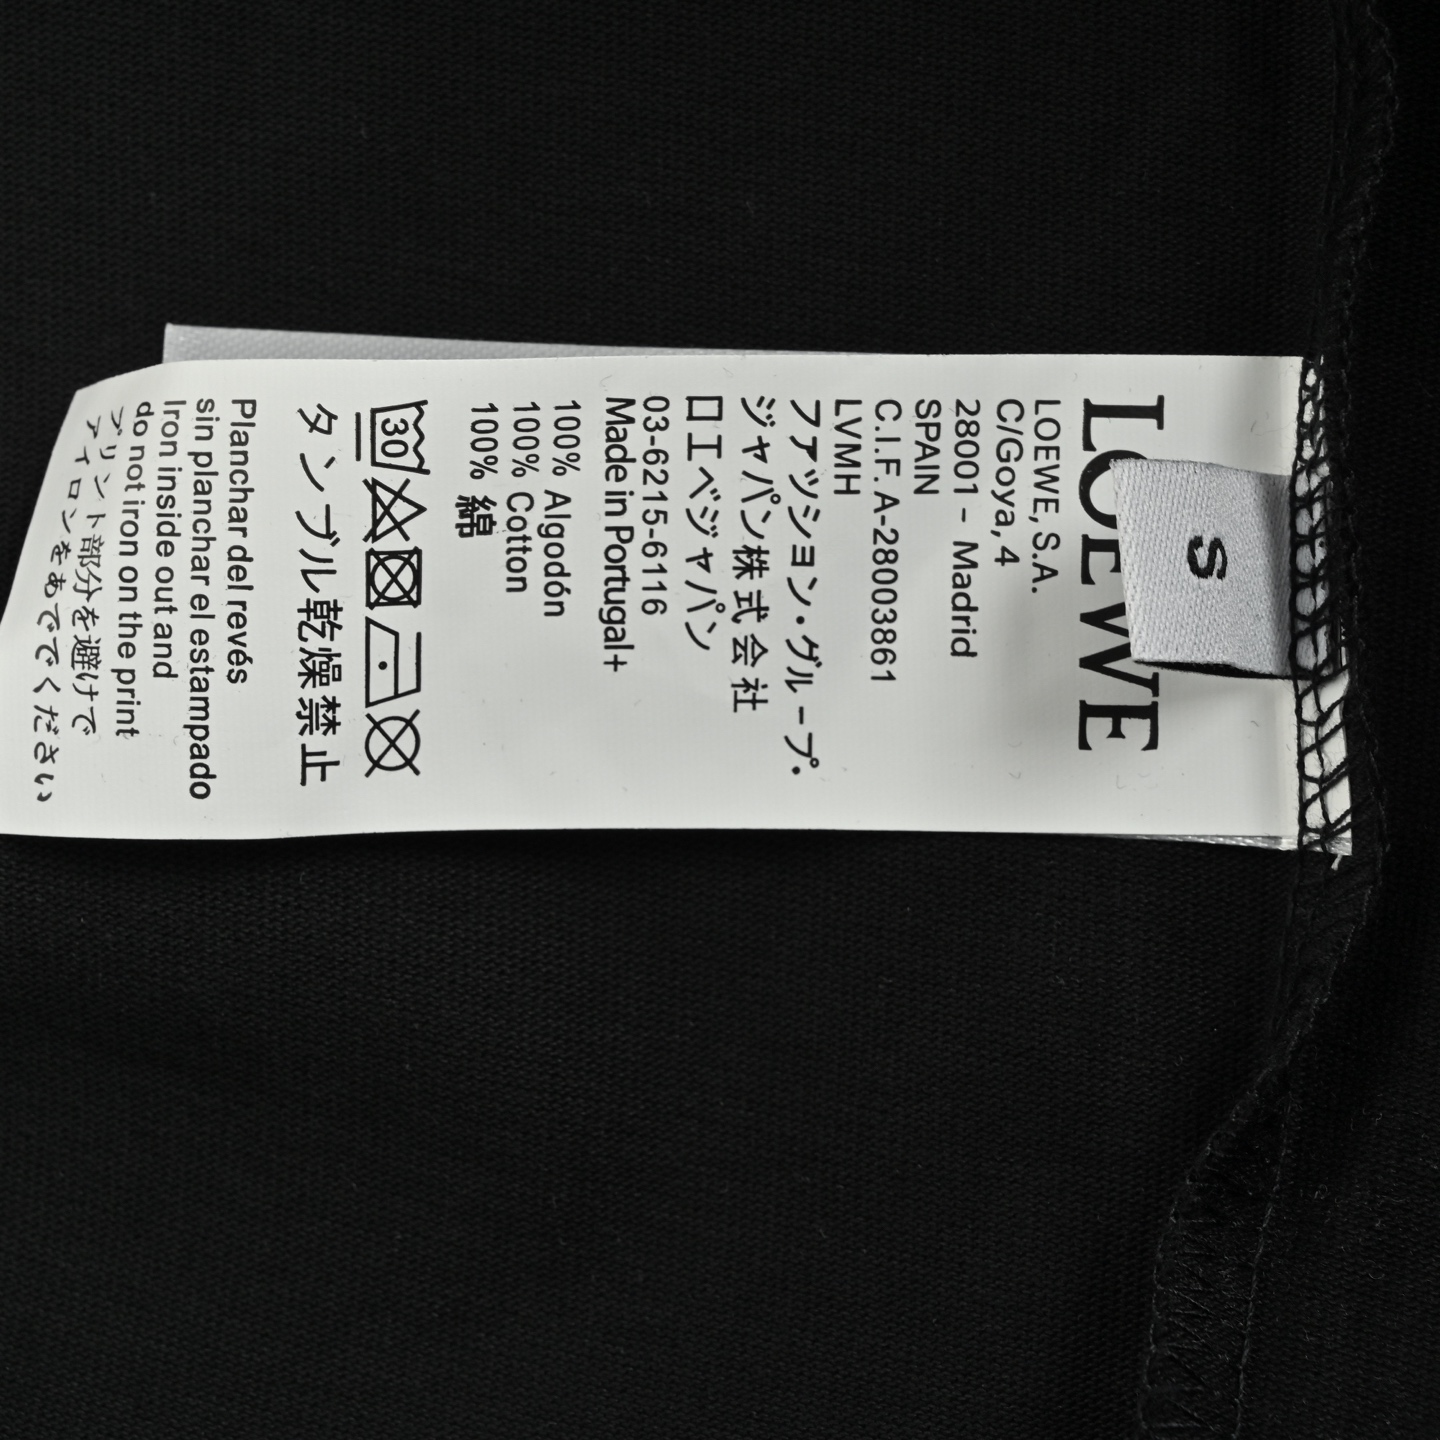 LOEWE
S
LOEWE, S.A.
C/Goya, 4
28001 - Madrid
SPAIN
C.I.F. A-28003861
LVMH
ファッション・グループ・
ジャパン株式会社
ロエベジャパン
03-6215-6116
Made in Portugal+
100% Algodón
100% Cotton
100% 綿
30
タンブル乾燥禁止
Planchar del revés
sin planchar el estampado
Iron inside out and
do not iron on the print
プリント部分を避けて
アイロンをあててください